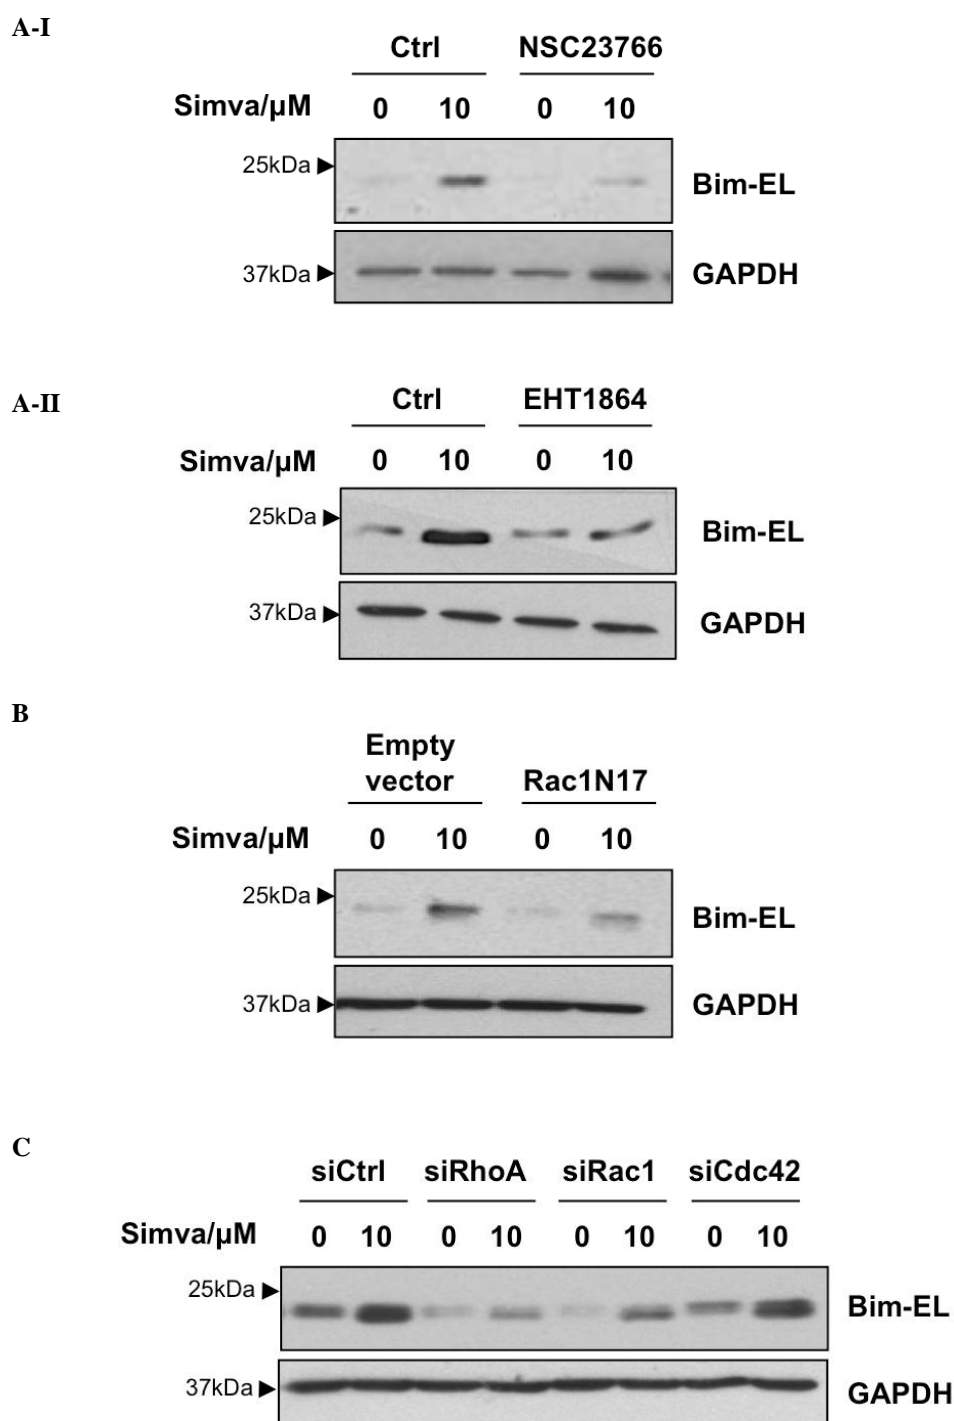 A-I
Ctrl NSC23766
Simva/µM 0 10 0 10
25kDa Bim-EL
37kDa GAPDH
A-II
Ctrl EHT1864
Simva/µM 0 10 0 10
25kDa Bim-EL
37kDa GAPDH
B
Empty
vector Rac1N17
Simva/µM 0 10 0 10
25kDa Bim-EL
37kDa GAPDH
C
siCtrl siRhoA siRac1 siCdc42
Simva/µM 0 10 0 10 0 10 0 10
25kDa Bim-EL
37kDa GAPDH